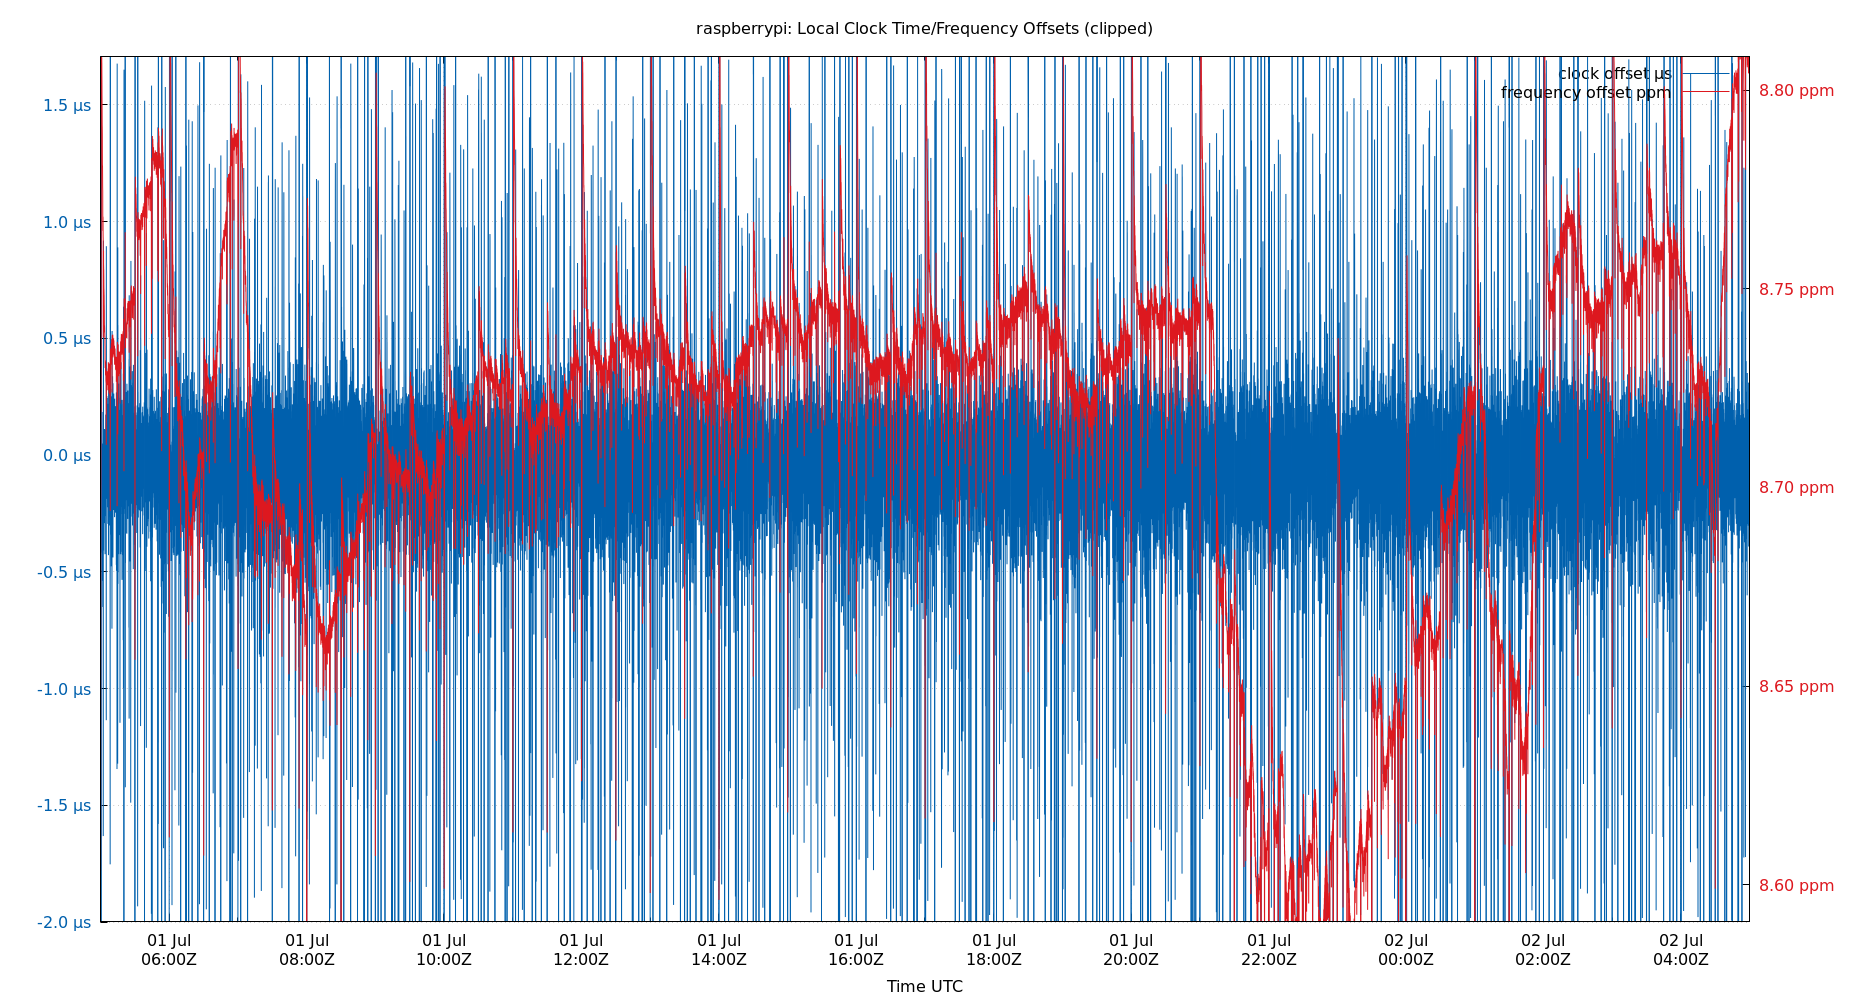 raspberrypi: Local Clock Time/Frequency Offsets (clipped)
clock offset µs
frequency offset ppm
1.5 µs
1.0 µs
0.5 µs
0.0 µs
-0.5 µs
-1.0 µs
-1.5 µs
-2.0 µs
8.80 ppm
8.75 ppm
8.70 ppm
8.65 ppm
8.60 ppm
01 Jul 01 Jul 01 Jul 01 Jul 01 Jul 01 Jul 01 Jul 01 Jul 01 Jul 02 Jul 02 Jul 02 Jul
06:00Z 08:00Z 10:00Z 12:00Z 14:00Z 16:00Z 18:00Z 20:00Z 22:00Z 00:00Z 02:00Z 04:00Z
Time UTC